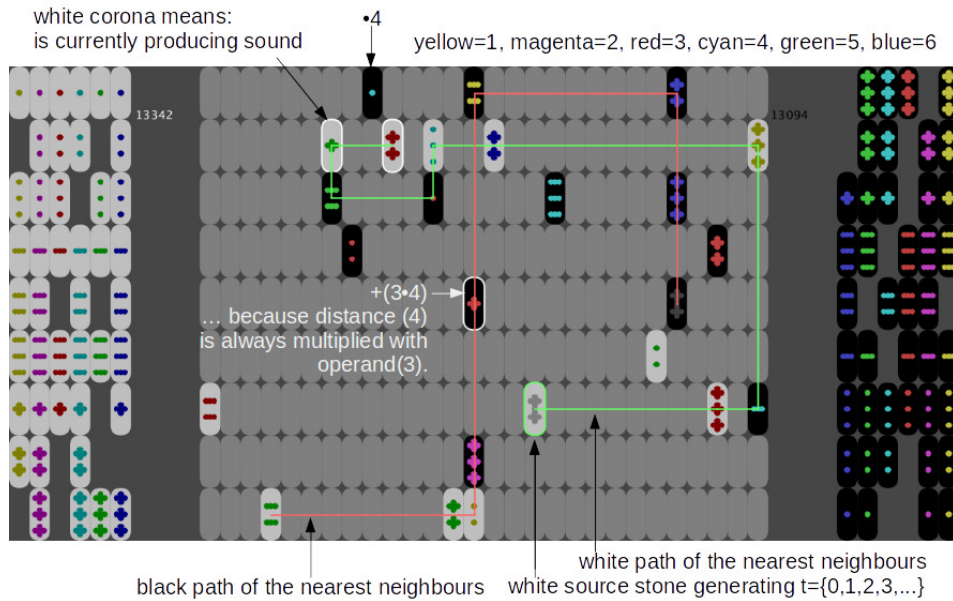 white corona means:
is currently producing sound
•4
yellow=1, magenta=2, red=3, cyan=4, green=5, blue=6
13342
13094
+(3•4)
... because distance (4)
is always multiplied with
operand(3).
black path of the nearest neighbours
white path of the nearest neighbours
white source stone generating t={0,1,2,3,...}